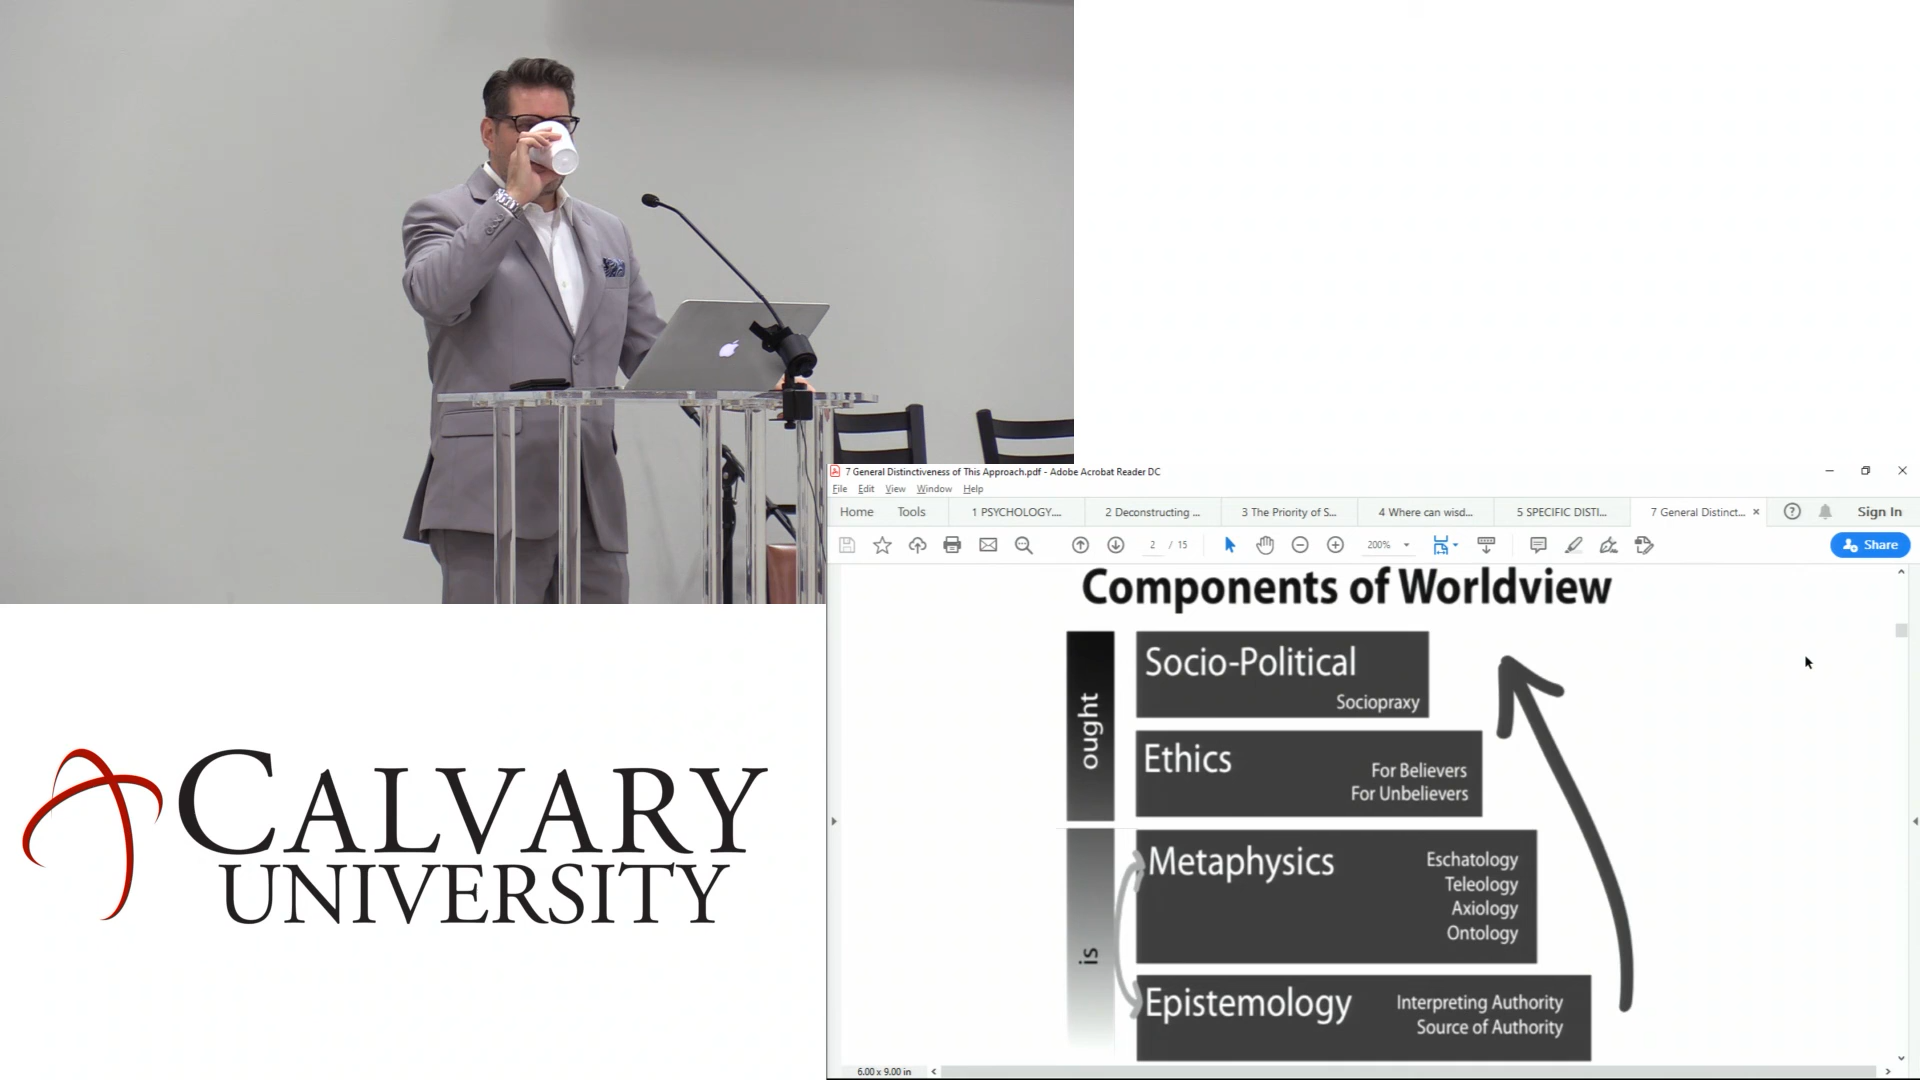 7 General Distinctiveness of This Approach.pdf - Adobe Acrobat Reader DC
File Edit View Window Help
Home Tools 1 PSYCHOLOGY.... 2 Deconstructing ... 3 The Priority of S... 4 Where can wisd... 5 SPECIFIC DISTI... 7 General Distinct... × Sign In
2 / 15 200% Share
Components of Worldview
ought
Socio-Political
Sociopraxy
Ethics
For Believers
For Unbelievers
is
Metaphysics
Eschatology
Teleology
Axiology
Ontology
Epistemology
Interpreting Authority
Source of Authority
6.00 x 9.00 in
CALVARY
UNIVERSITY